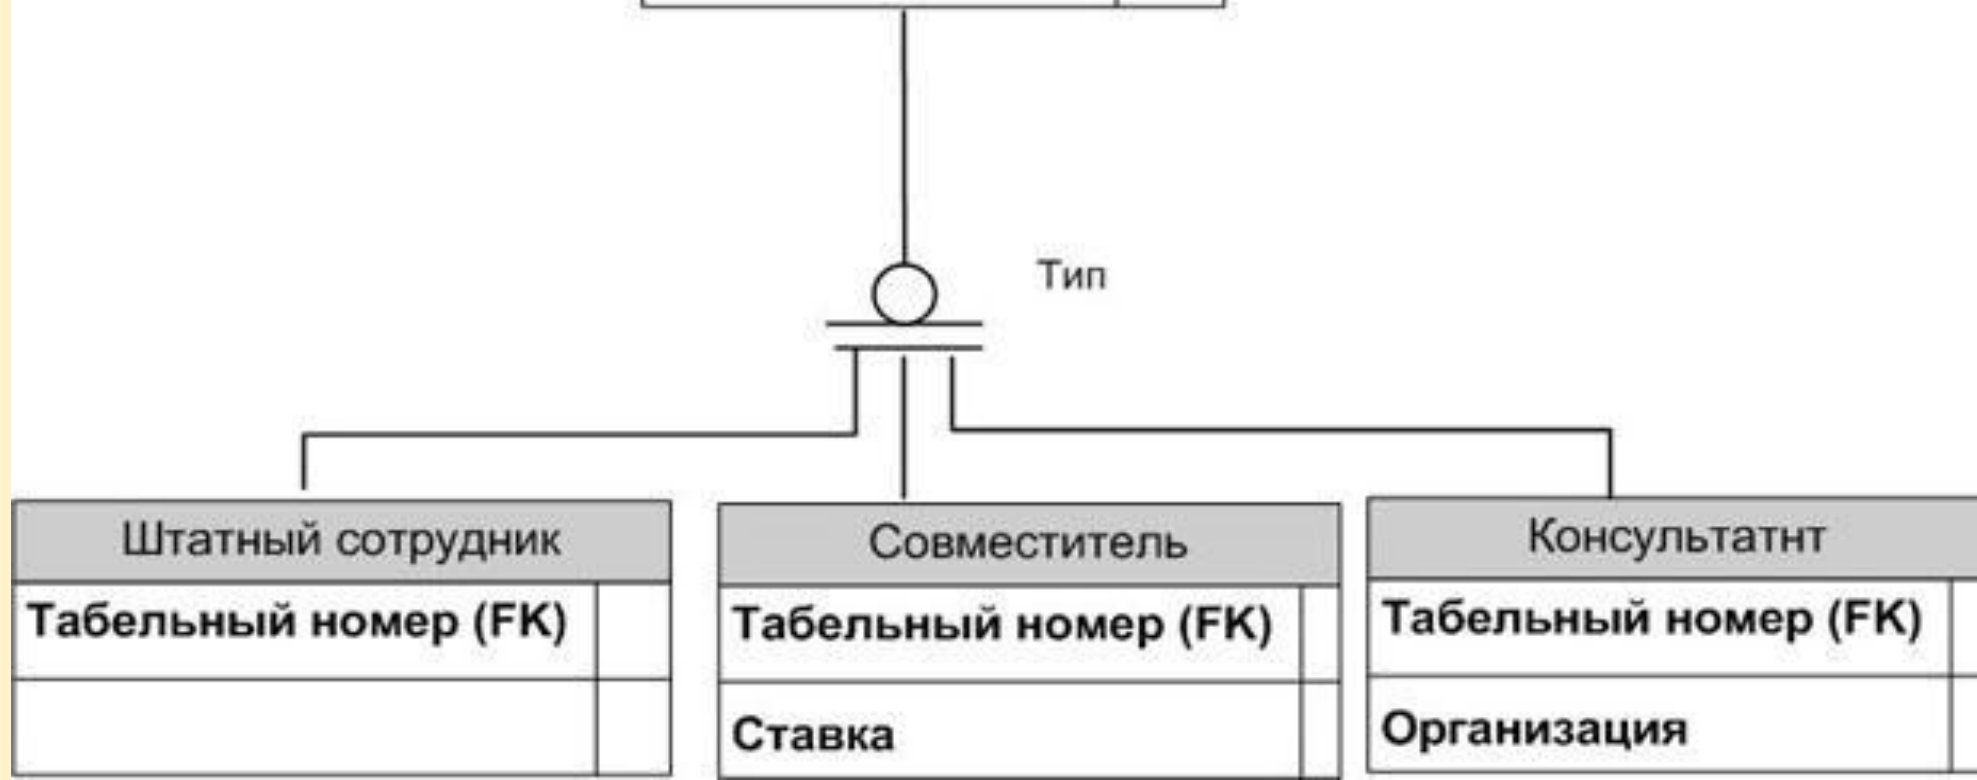 Тип
Штатный сотрудник
Табельный номер (FK)
Совместитель
Табельный номер (FK)
Ставка
Консультатнт
Табельный номер (FK)
Организация